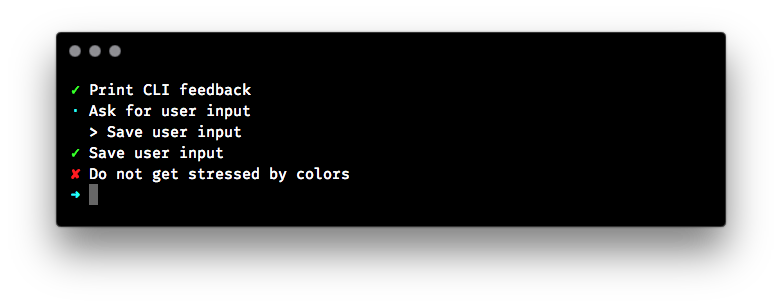 ✓ Print CLI feedback
· Ask for user input
> Save user input
✓ Save user input
✘ Do not get stressed by colors
➜